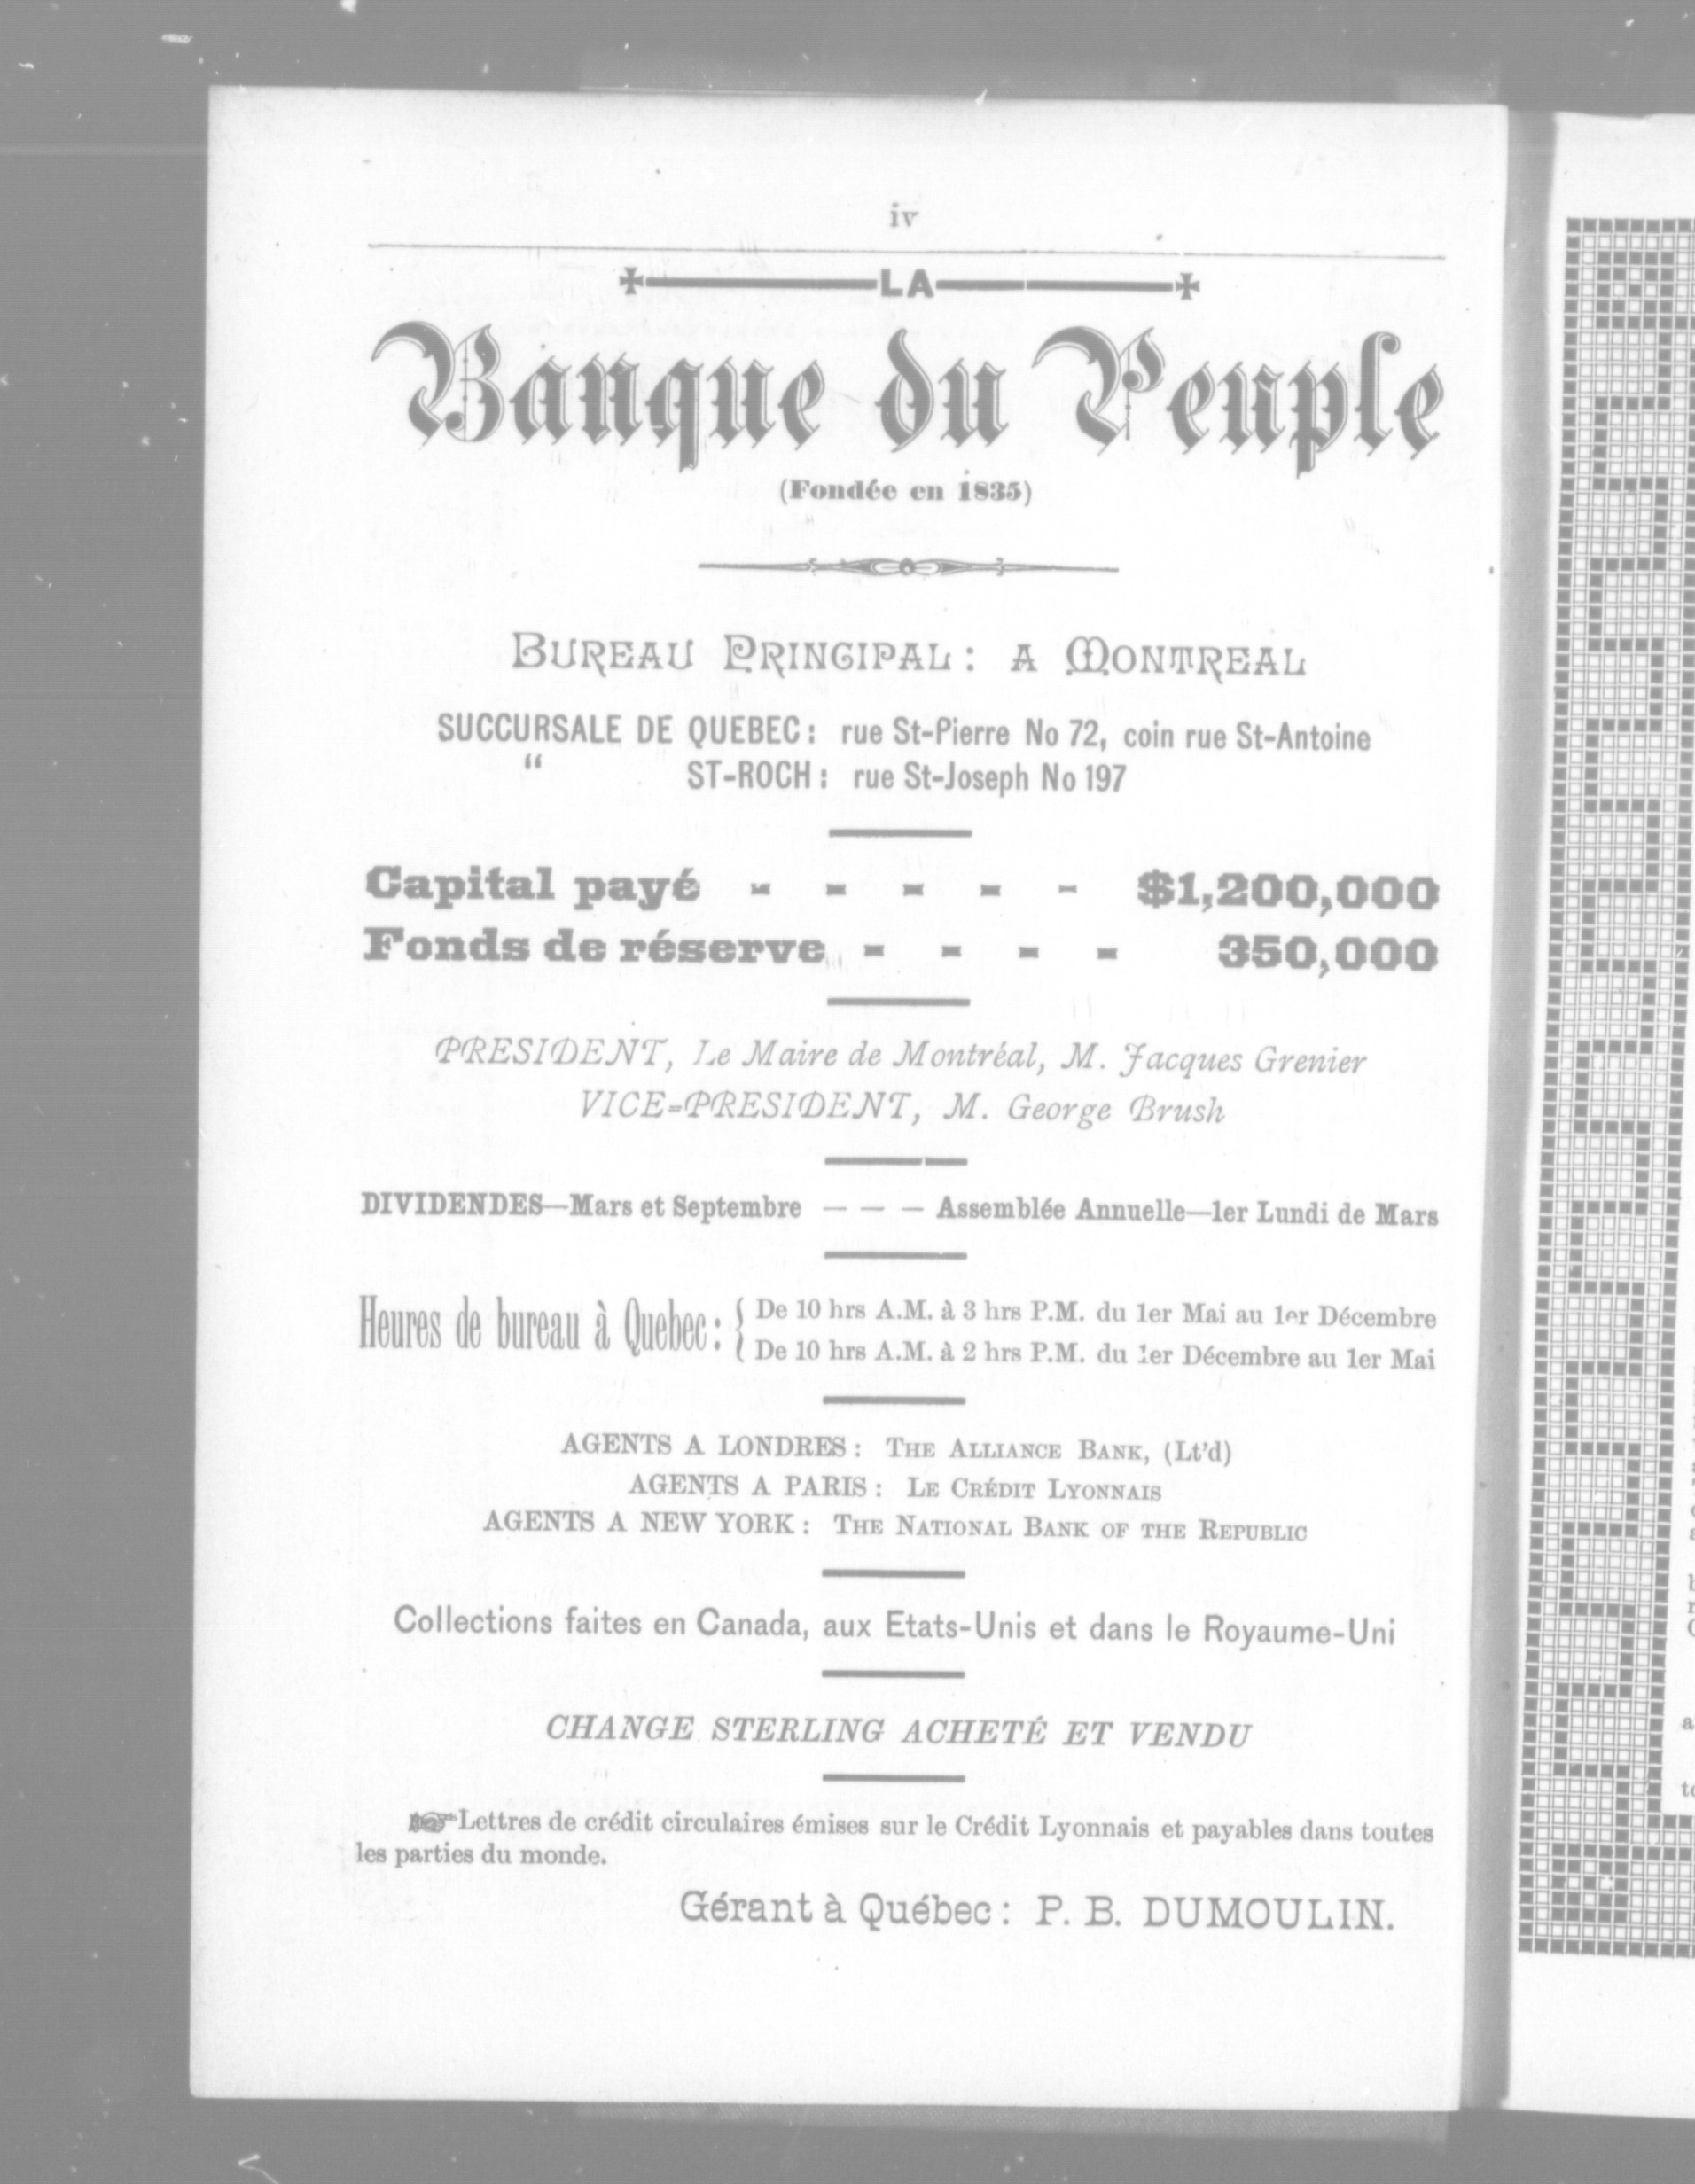 iv
LA
Banque du Peuple
(Fondée en 1835)
BUREAU PRINCIPAL: A MONTREAL
SUCCURSALE DE QUEBEC: rue St-Pierre No 72, coin rue St-Antoine
“ ST-ROCH: rue St-Joseph No 197
Capital payé - - - - - $1,200,000
Fonds de réserve - - - - 350,000
PRESIDENT, Le Maire de Montréal, M. Jacques Grenier
VICE-PRESIDENT, M. George Brush
DIVIDENDES—Mars et Septembre — — — Assemblée Annuelle—1er Lundi de Mars
Heures de bureau à Quebec: { De 10 hrs A.M. à 3 hrs P.M. du 1er Mai au 1er Décembre
De 10 hrs A.M. à 2 hrs P.M. du 1er Décembre au 1er Mai
AGENTS A LONDRES: THE ALLIANCE BANK, (Lt'd)
AGENTS A PARIS: LE CRÉDIT LYONNAIS
AGENTS A NEW YORK: THE NATIONAL BANK OF THE REPUBLIC
Collections faites en Canada, aux Etats-Unis et dans le Royaume-Uni
CHANGE STERLING ACHETÉ ET VENDU
☞Lettres de crédit circulaires émises sur le Crédit Lyonnais et payables dans toutes
les parties du monde.
Gérant à Québec: P. B. DUMOULIN.